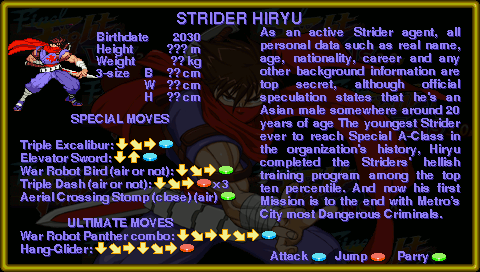 STRIDER HIRYU
Birthdate 2030
Height ??? m
Weight ?? kg
3-size B ?? cm
W ?? cm
H ?? cm
SPECIAL MOVES
Triple Excalibur:
Elevator Sword:
War Robot Bird (air or not):
Triple Dash (air or not): x 3
Aerial Crossing Stomp (close) (air)
ULTIMATE MOVES
War Robot Panther combo:
Hang-Glider:
As an active Strider agent, all
personal data such as real name,
age, nationality, career and any
other background information are
top secret, although official
speculation states that he's an
Asian male somewhere around 20
years of age The youngest Strider
ever to reach Special A-Class in
the organization's history, Hiryu
completed the Striders' hellish
training program among the top
ten percentile. And now his first
Mission is to the end with Metro's
City most Dangerous Criminals.
Attack Jump Parry